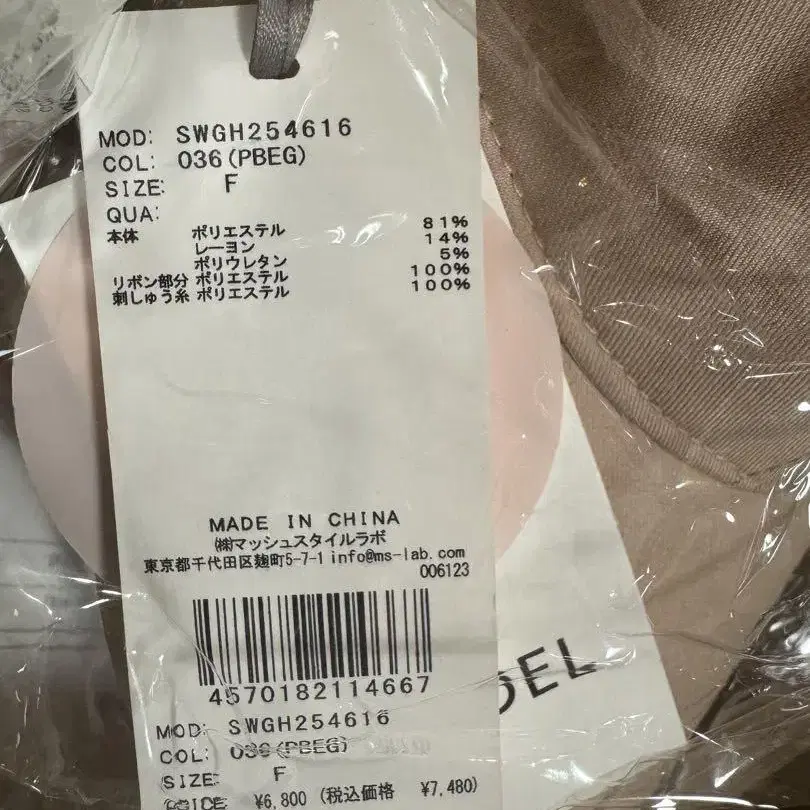 MOD: SWGH254616
COL: 036(PBEG)
SIZE: F
QUA:
本体 ポリエステル 81%
レーヨン 14%
ポリウレタン 5%
リボン部分 ポリエステル 100%
刺しゅう糸 ポリエステル 100%
MADE IN CHINA
㈱マッシュスタイルラボ
東京都千代田区麹町5-7-1 info@ms-lab.com
006123
4570182114667
DEL
MOD: SWGH254616
COL: 036(PBEG)
SIZE: F
PRICE ¥6,800 (税込価格 ¥7,480)